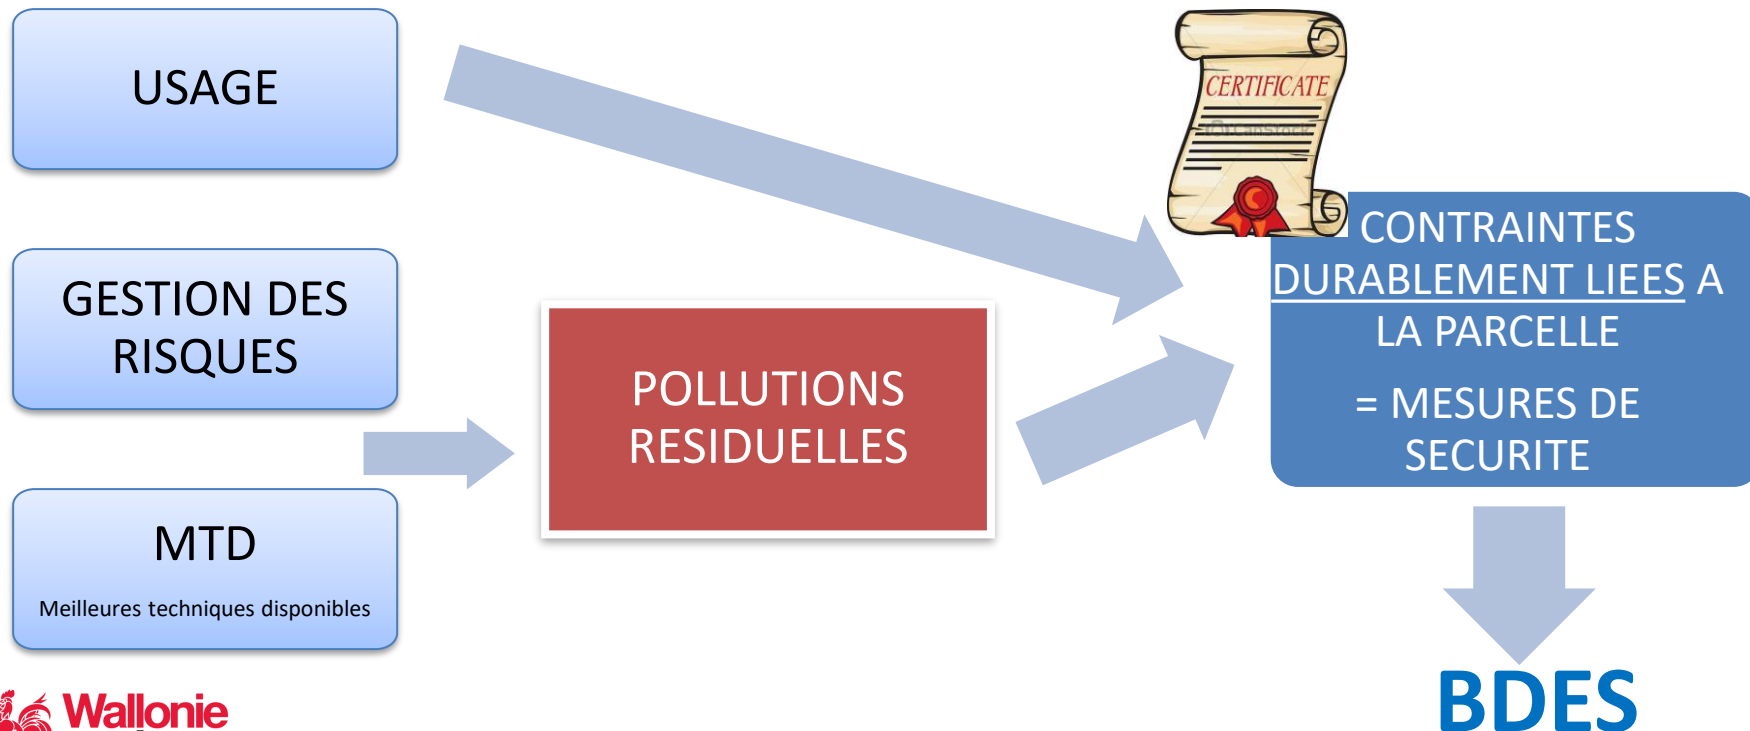 USAGE
GESTION DES
RISQUES
MTD
Meilleures techniques disponibles
POLLUTIONS
RESIDUELLES
CERTIFICATE
CanStock
CONTRAINTES
DURABLEMENT LIEES A
LA PARCELLE
= MESURES DE
SECURITE
BDES
Wallonie